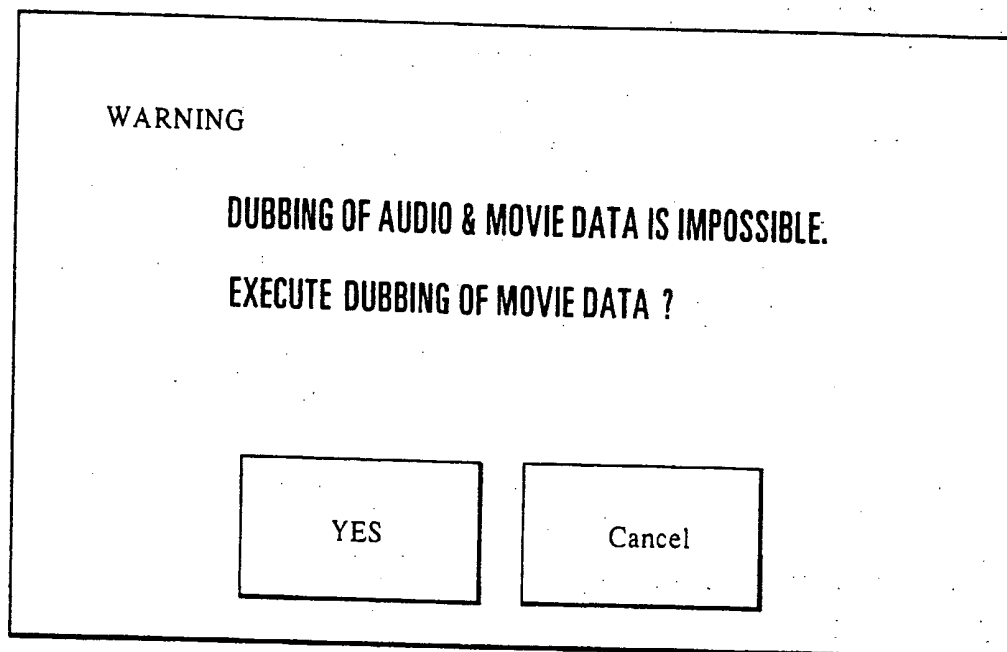 WARNING
DUBBING OF AUDIO & MOVIE DATA IS IMPOSSIBLE.
EXECUTE DUBBING OF MOVIE DATA ?
YES
Cancel